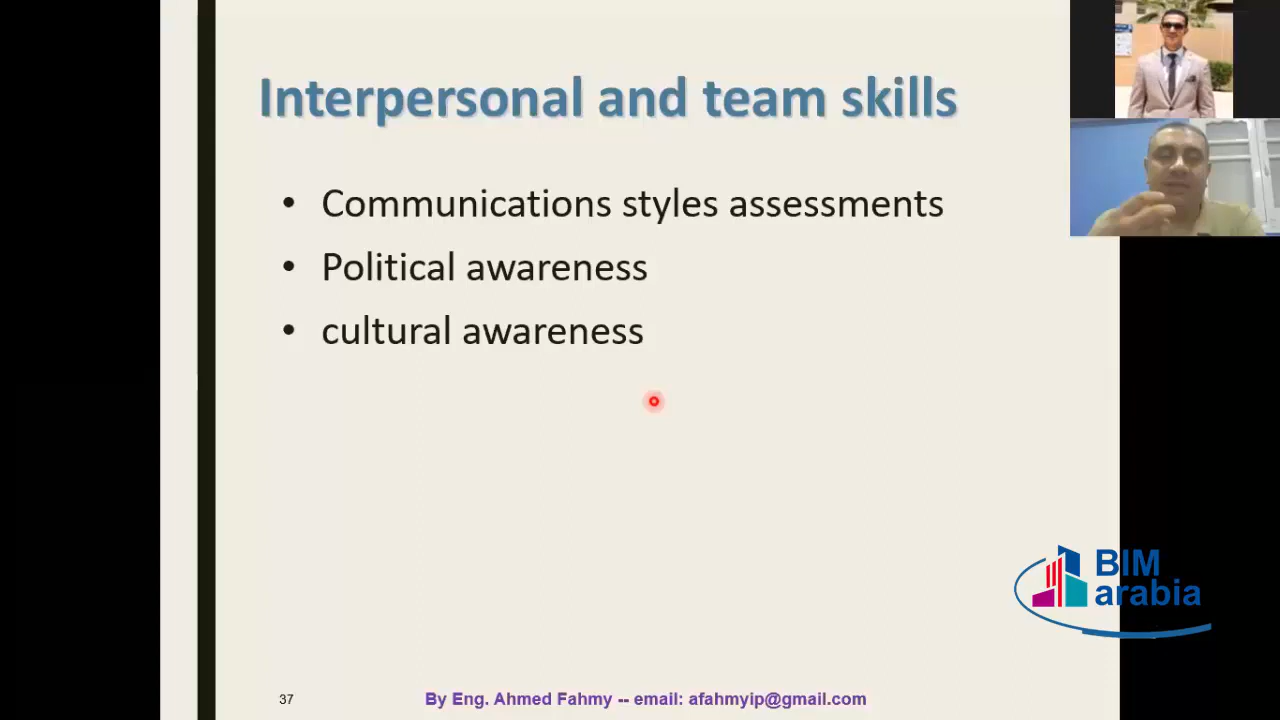 Interpersonal and team skills
• Communications styles assessments
• Political awareness
• cultural awareness
BIM
arabia
37
By Eng. Ahmed Fahmy -- email: afahmyip@gmail.com